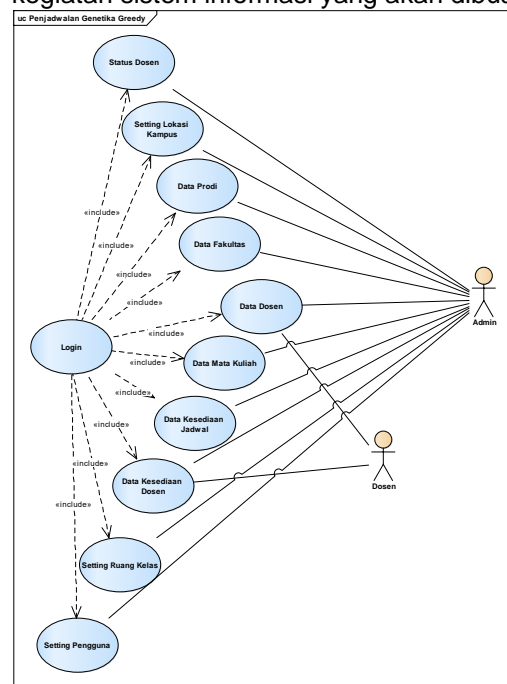 kegiatan sistem informasi yang akan dibu
uc Penjadwalan Genetika Greedy
Status Dosen
Setting Lokasi
Kampus
Data Prodi
«include»
«include»
Data Fakultas
«include»
«include»
Admin
Data Dosen
«include»
Login
Data Mata Kuliah
«include»
«include»
Data Kesediaan
Jadwal
Dosen
«include»
«include»
Data Kesediaan
Dosen
«include»
Setting Ruang Kelas
Setting Pengguna